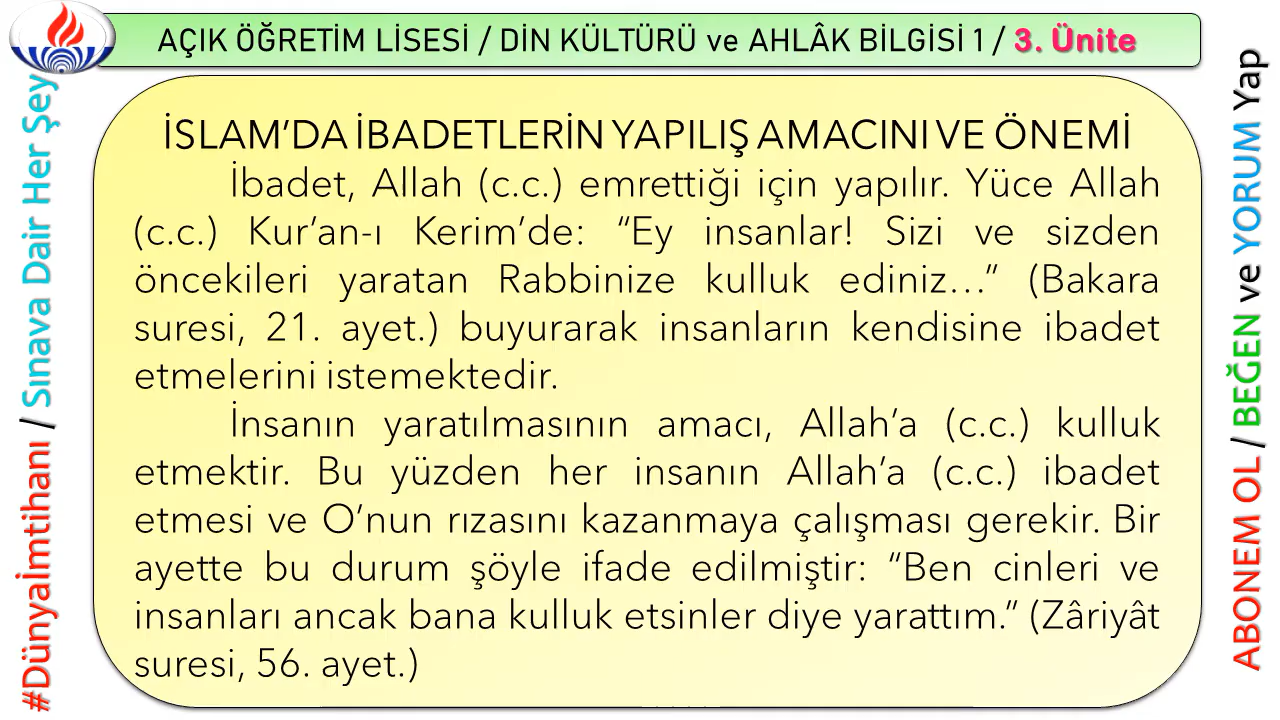 AÇIK ÖĞRETİM LİSESİ / DİN KÜLTÜRÜ ve AHLÂK BİLGİSİ 1 / 3. Ünite
#Dünyaİmtihanı / Sınava Dair Her Şey
İSLAM’DA İBADETLERİN YAPILIŞ AMACINI VE ÖNEMİ
İbadet, Allah (c.c.) emrettiği için yapılır. Yüce Allah
(c.c.) Kur’an-ı Kerim’de: “Ey insanlar! Sizi ve sizden
öncekileri yaratan Rabbinize kulluk ediniz…” (Bakara
suresi, 21. ayet.) buyurarak insanların kendisine ibadet
etmelerini istemektedir.
İnsanın yaratılmasının amacı, Allah’a (c.c.) kulluk
etmektir. Bu yüzden her insanın Allah’a (c.c.) ibadet
etmesi ve O’nun rızasını kazanmaya çalışması gerekir. Bir
ayette bu durum şöyle ifade edilmiştir: “Ben cinleri ve
insanları ancak bana kulluk etsinler diye yarattım.” (Zâriyât
suresi, 56. ayet.)
ABONEM OL / BEĞEN ve YORUM Yap